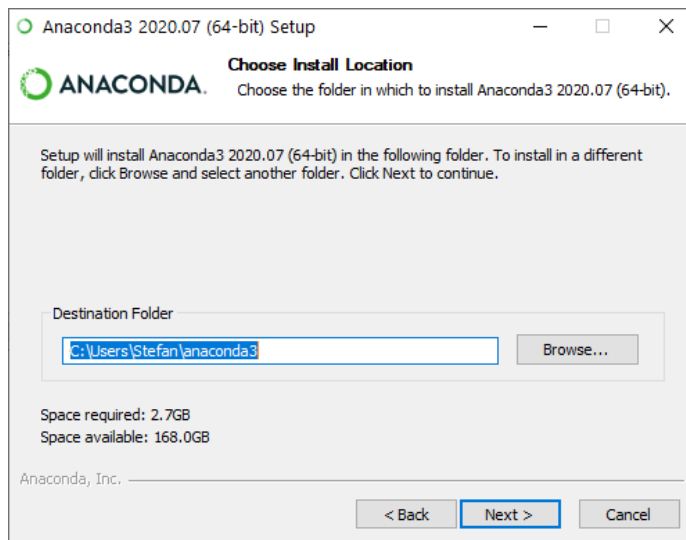 Anaconda3 2020.07 (64-bit) Setup
ANACONDA.
Choose Install Location
Choose the folder in which to install Anaconda3 2020.07 (64-bit).
Setup will install Anaconda3 2020.07 (64-bit) in the following folder. To install in a different
folder, click Browse and select another folder. Click Next to continue.
Destination Folder
C:\Users\Stefan\anaconda3
Browse...
Space required: 2.7GB
Space available: 168.0GB
Anaconda, Inc.
< Back
Next >
Cancel